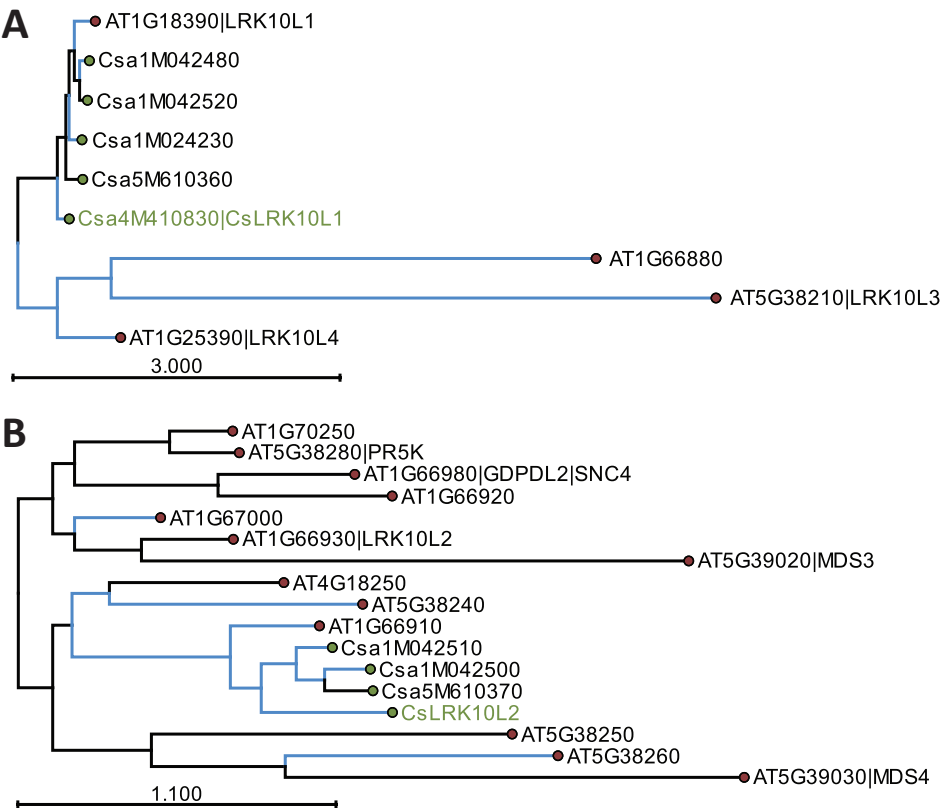 A
AT1G18390|LRK10L1
Csa1M042480
Csa1M042520
Csa1M024230
Csa5M610360
Csa4M410830|CsLRK10L1
AT1G66880
AT5G38210|LRK10L3
AT1G25390|LRK10L4
3.000
B
AT1G70250
AT5G38280|PR5K
AT1G66980|GDPDL2|SNC4
AT1G66920
AT1G67000
AT1G66930|LRK10L2
AT5G39020|MDS3
AT4G18250
AT5G38240
AT1G66910
Csa1M042510
Csa1M042500
Csa5M610370
CsLRK10L2
AT5G38250
AT5G38260
AT5G39030|MDS4
1.100